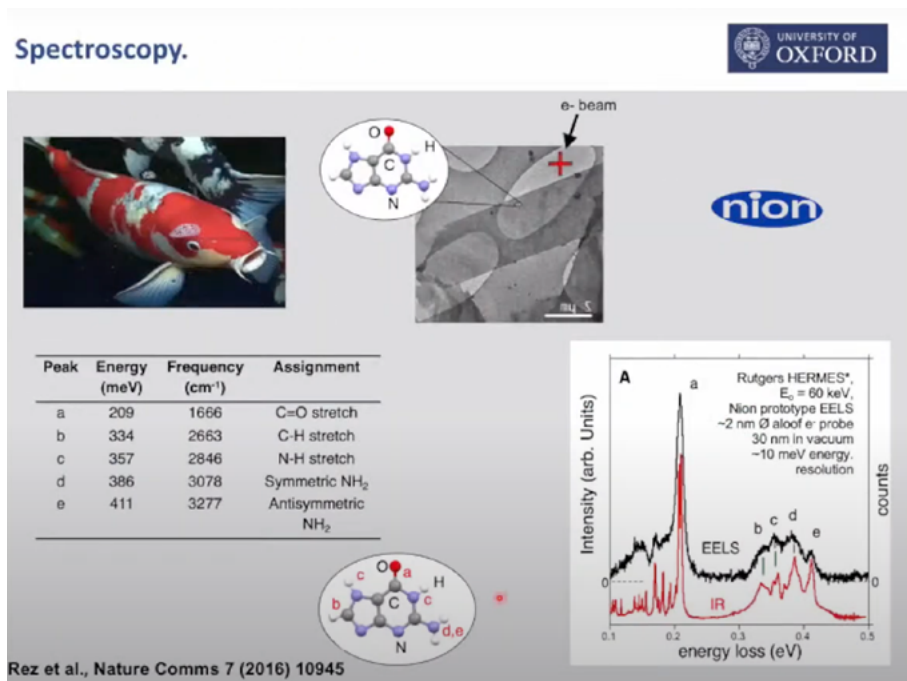 Spectroscopy.
UNIVERSITY OF
OXFORD
e- beam
O
H
C
N
2 μm
nion
Peak Energy Frequency Assignment
(meV) (cm⁻¹)
a 209 1666 C=O stretch
b 334 2663 C-H stretch
c 357 2846 N-H stretch
d 386 3078 Symmetric NH₂
e 411 3277 Antisymmetric
NH₂
O a
c H
b C c
d,e
N
A
a
Rutgers HERMES*,
E₀ = 60 keV,
Nion prototype EELS
~2 nm Ø aloof e⁻ probe
30 nm in vacuum
~10 meV energy.
resolution
Intensity (arb. Units)
counts
b c d e
EELS
0 0
IR
0.1 0.2 0.3 0.4 0.5
energy loss (eV)
Rez et al., Nature Comms 7 (2016) 10945